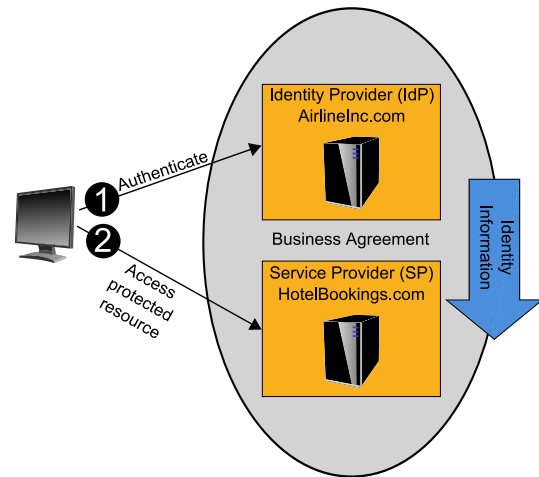 Identity Provider (IdP)
AirlineInc.com
1
Authenticate
2
Access
protected
resource
Business Agreement
Service Provider (SP)
HotelBookings.com
Identity
Information